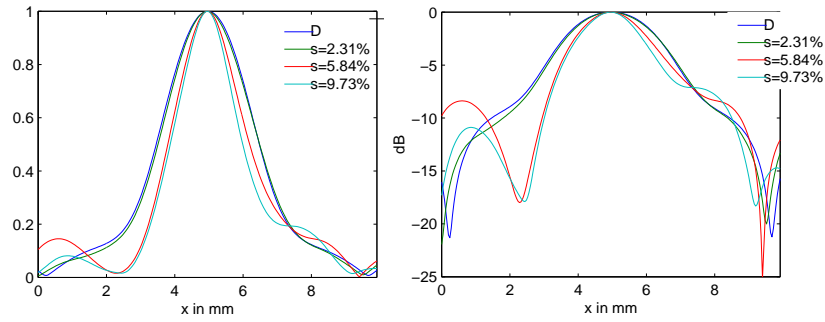 1
0.8
0.6
0.4
0.2
0
0 2 4 6 8
x in mm
D
s=2.31%
s=5.84%
s=9.73%
0
−5
−10
−15
−20
−25
dB
0 2 4 6 8
x in mm
D
s=2.31%
s=5.84%
s=9.73%